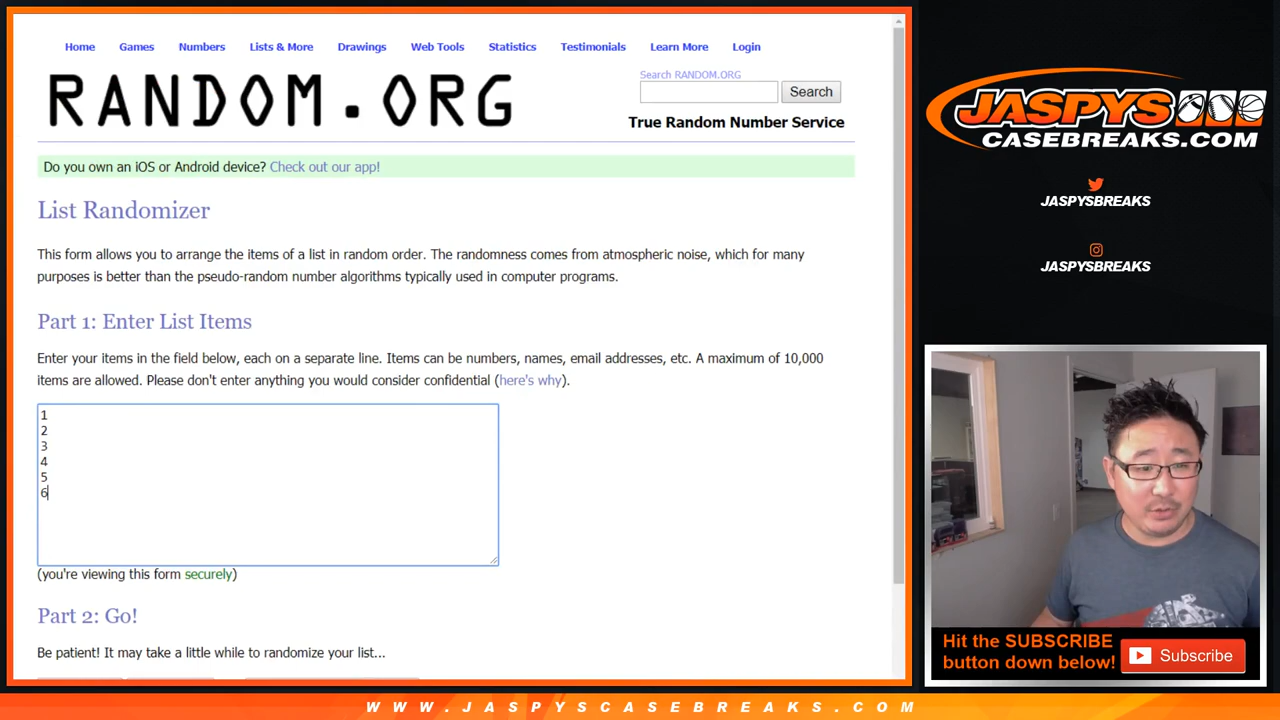 Home Games Numbers Lists & More Drawings Web Tools Statistics Testimonials Learn More Login
RANDOM.ORG
Search RANDOM.ORG
Search
True Random Number Service
Do you own an iOS or Android device? Check out our app!
List Randomizer
This form allows you to arrange the items of a list in random order. The randomness comes from atmospheric noise, which for many
purposes is better than the pseudo-random number algorithms typically used in computer programs.
Part 1: Enter List Items
Enter your items in the field below, each on a separate line. Items can be numbers, names, email addresses, etc. A maximum of 10,000
items are allowed. Please don't enter anything you would consider confidential (here's why).
1
2
3
4
5
6
(you're viewing this form securely)
Part 2: Go!
Be patient! It may take a little while to randomize your list...
JASPYS
CASEBREAKS.COM
JASPYSBREAKS
JASPYSBREAKS
Hit the SUBSCRIBE
button down below!
Subscribe
WWW.JASPYSCASEBREAKS.COM